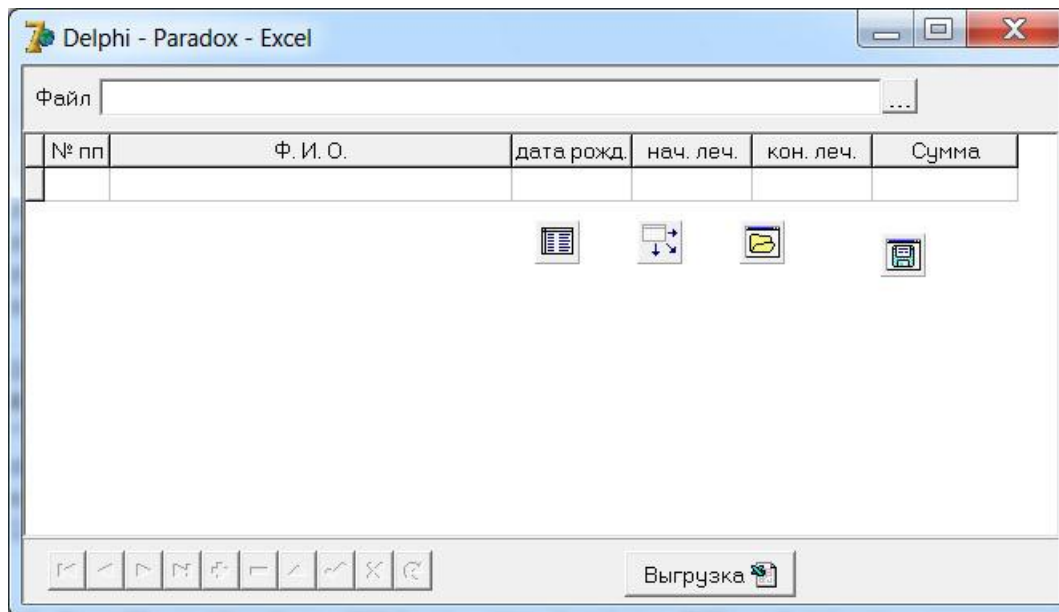 Delphi - Paradox - Excel
Файл ...
№ пп Ф. И. О. дата рожд. нач. леч. кон. леч. Сумма
Выгрузка